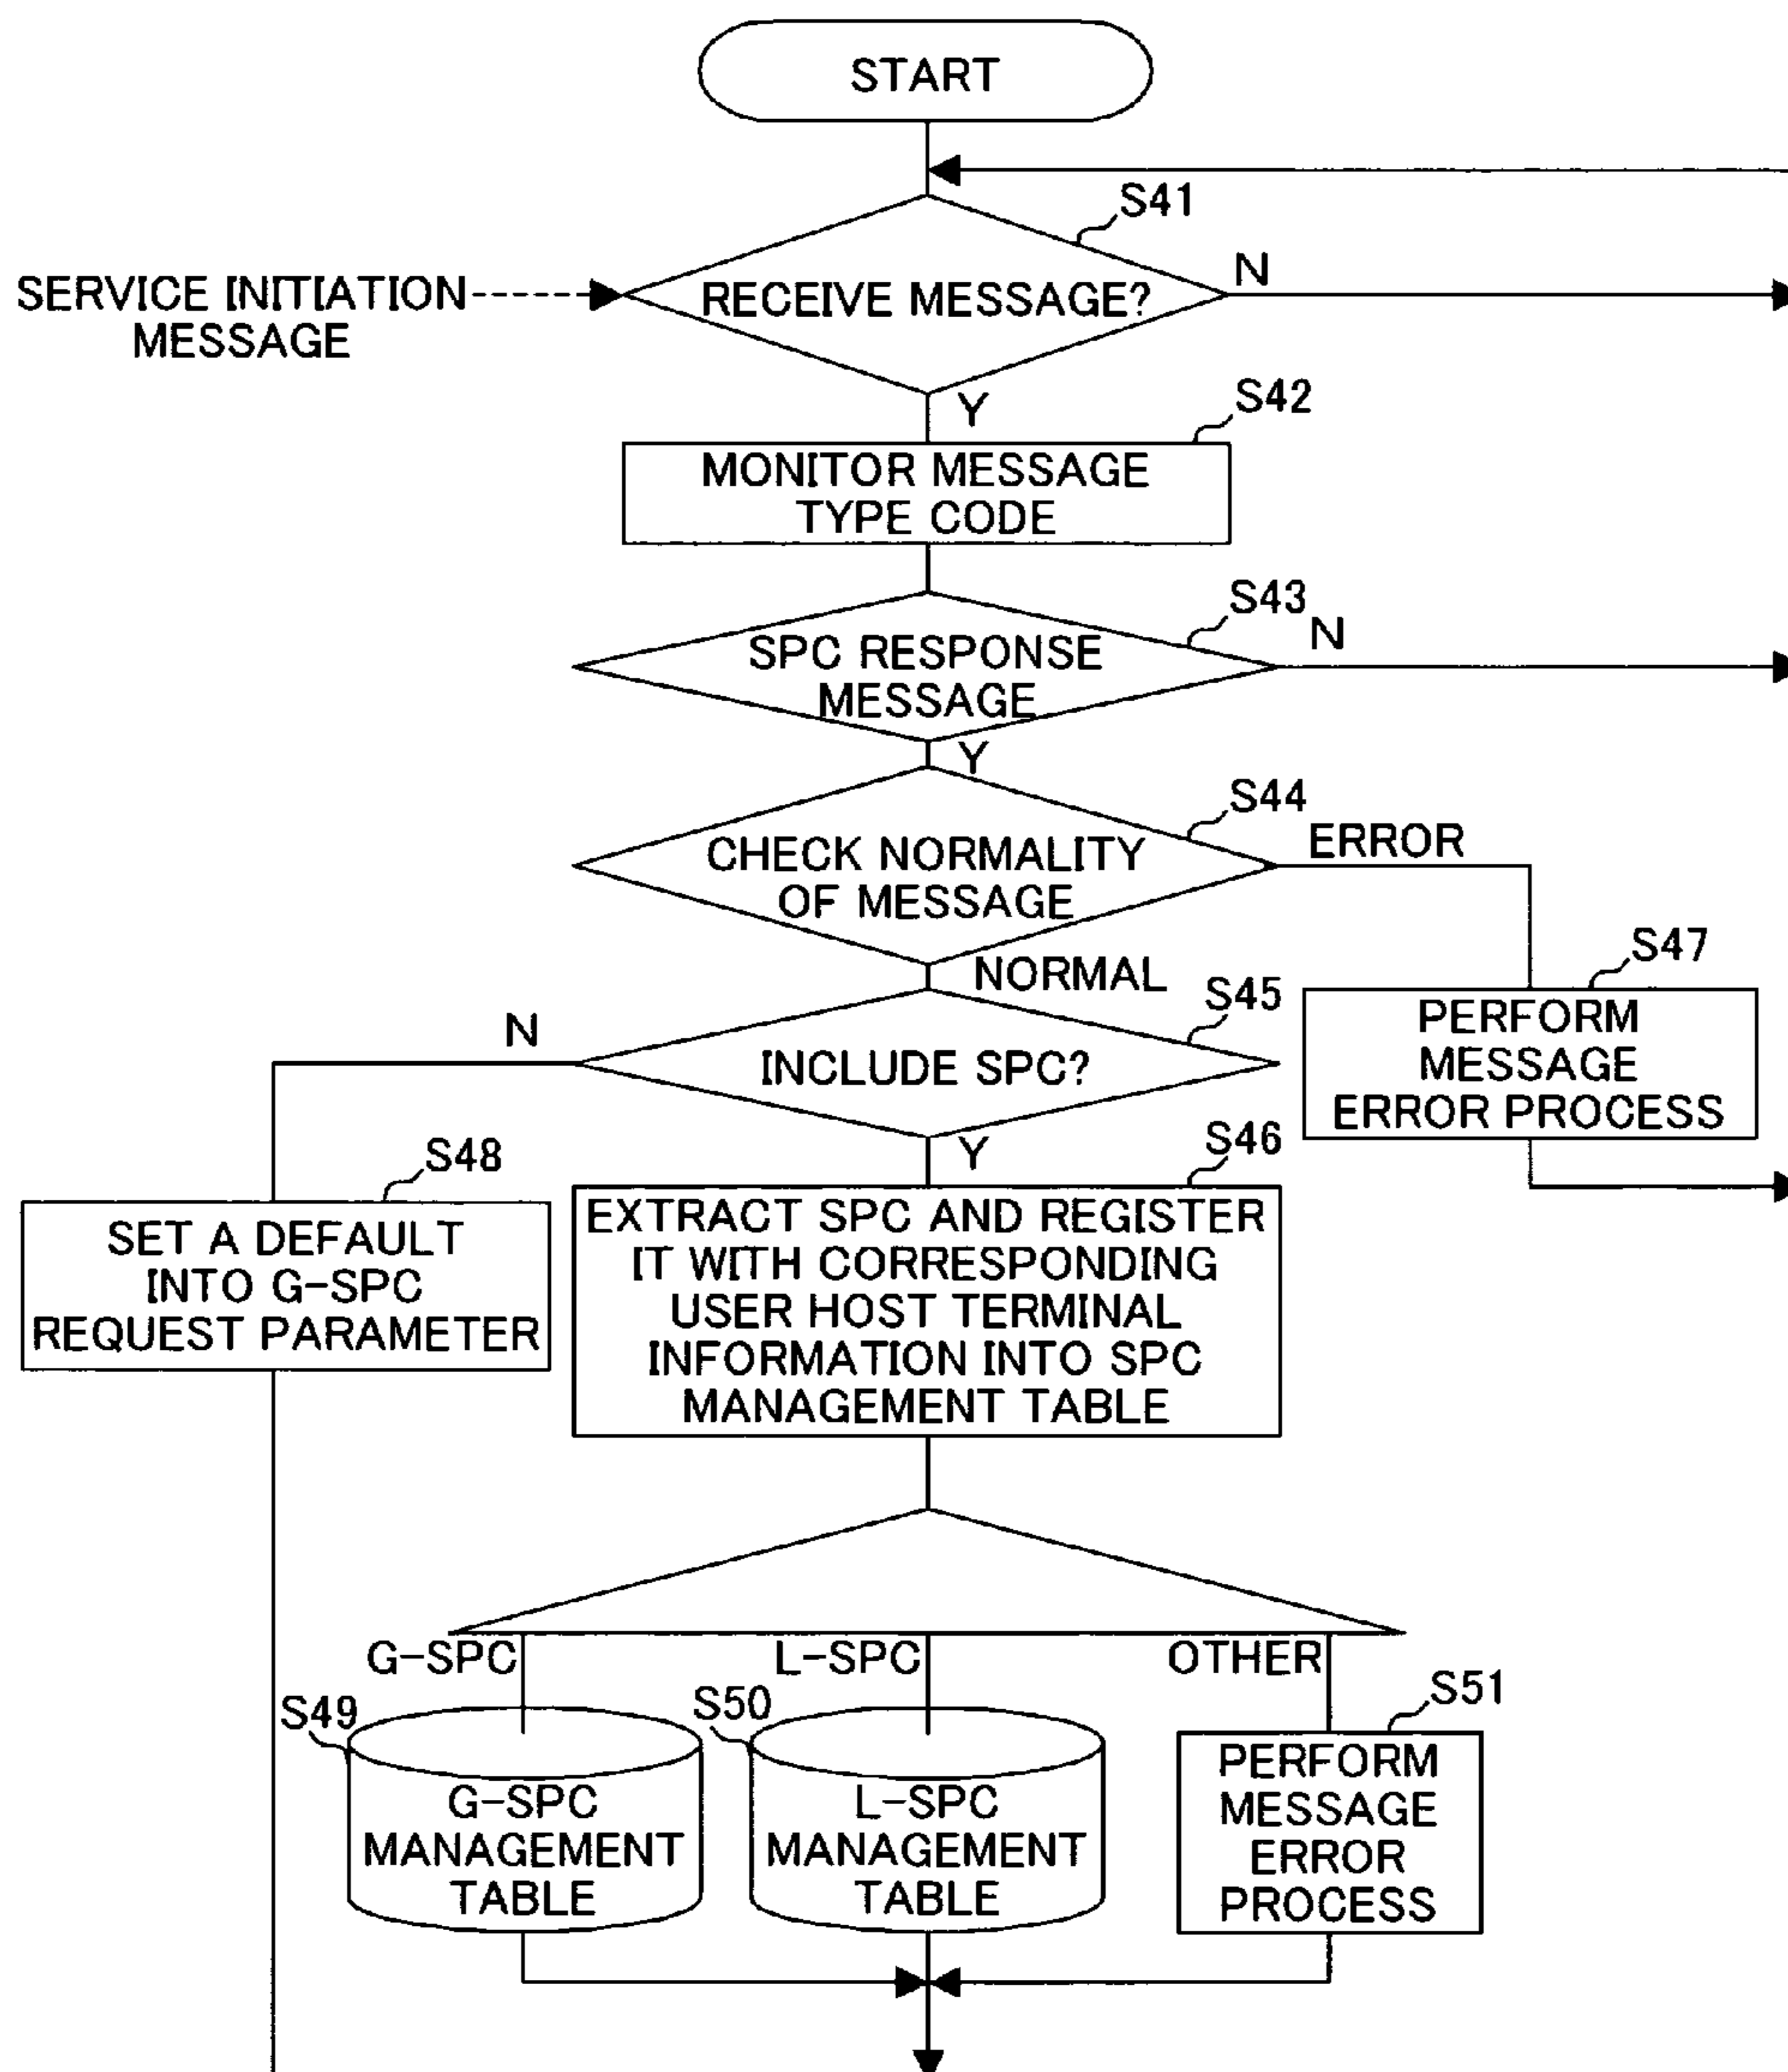 START
S41
SERVICE INITIATION
MESSAGE
RECEIVE MESSAGE?
N
Y
S42
MONITOR MESSAGE
TYPE CODE
S43
SPC RESPONSE
MESSAGE
N
Y
S44
CHECK NORMALITY
OF MESSAGE
ERROR
NORMAL
S47
PERFORM
MESSAGE
ERROR PROCESS
S45
INCLUDE SPC?
N
Y
S48
SET A DEFAULT
INTO G-SPC
REQUEST PARAMETER
S46
EXTRACT SPC AND REGISTER
IT WITH CORRESPONDING
USER HOST TERMINAL
INFORMATION INTO SPC
MANAGEMENT TABLE
G-SPC
L-SPC
OTHER
S49
G-SPC
MANAGEMENT
TABLE
S50
L-SPC
MANAGEMENT
TABLE
S51
PERFORM
MESSAGE
ERROR
PROCESS